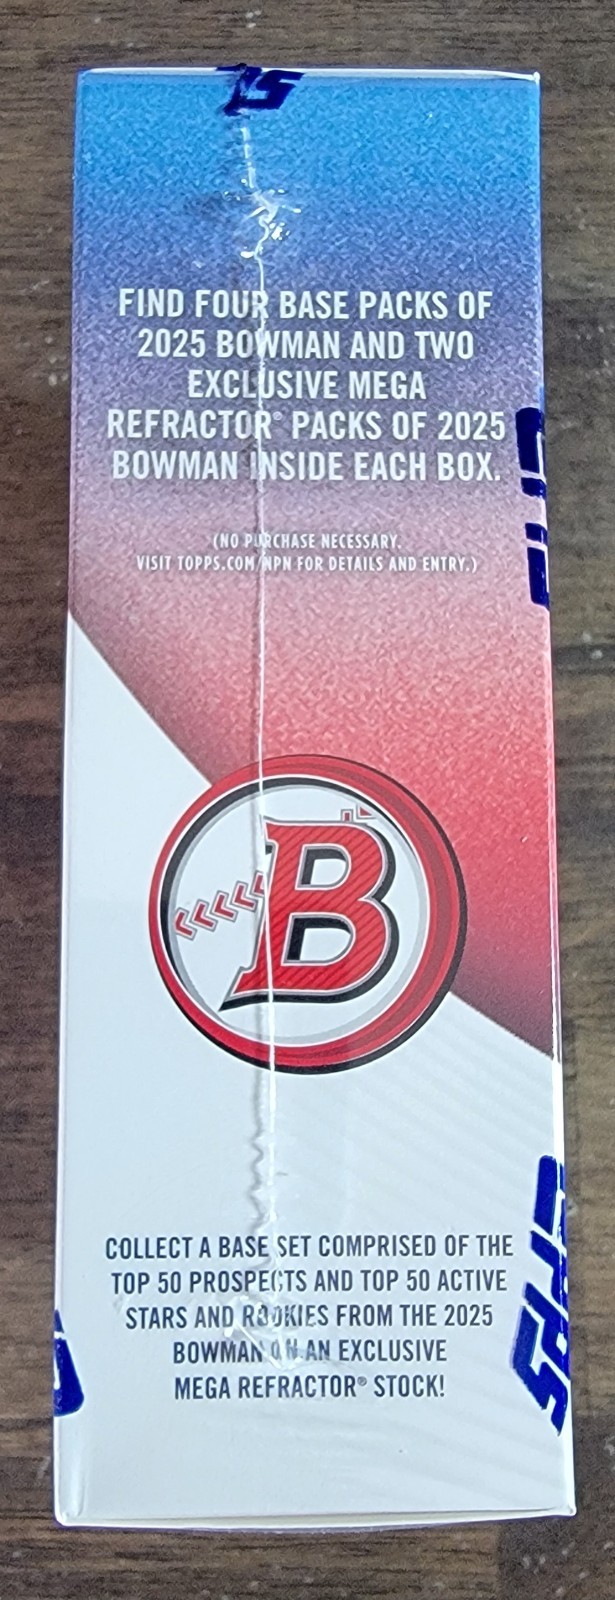 FIND FOUR BASE PACKS OF
2025 BOWMAN AND TWO
EXCLUSIVE MEGA
REFRACTOR® PACKS OF 2025
BOWMAN INSIDE EACH BOX.
(NO PURCHASE NECESSARY.
VISIT TOPPS.COM/NPN FOR DETAILS AND ENTRY.)
B
COLLECT A BASE SET COMPRISED OF THE
TOP 50 PROSPECTS AND TOP 50 ACTIVE
STARS AND ROOKIES FROM THE 2025
BOWMAN ON AN EXCLUSIVE
MEGA REFRACTOR® STOCK!